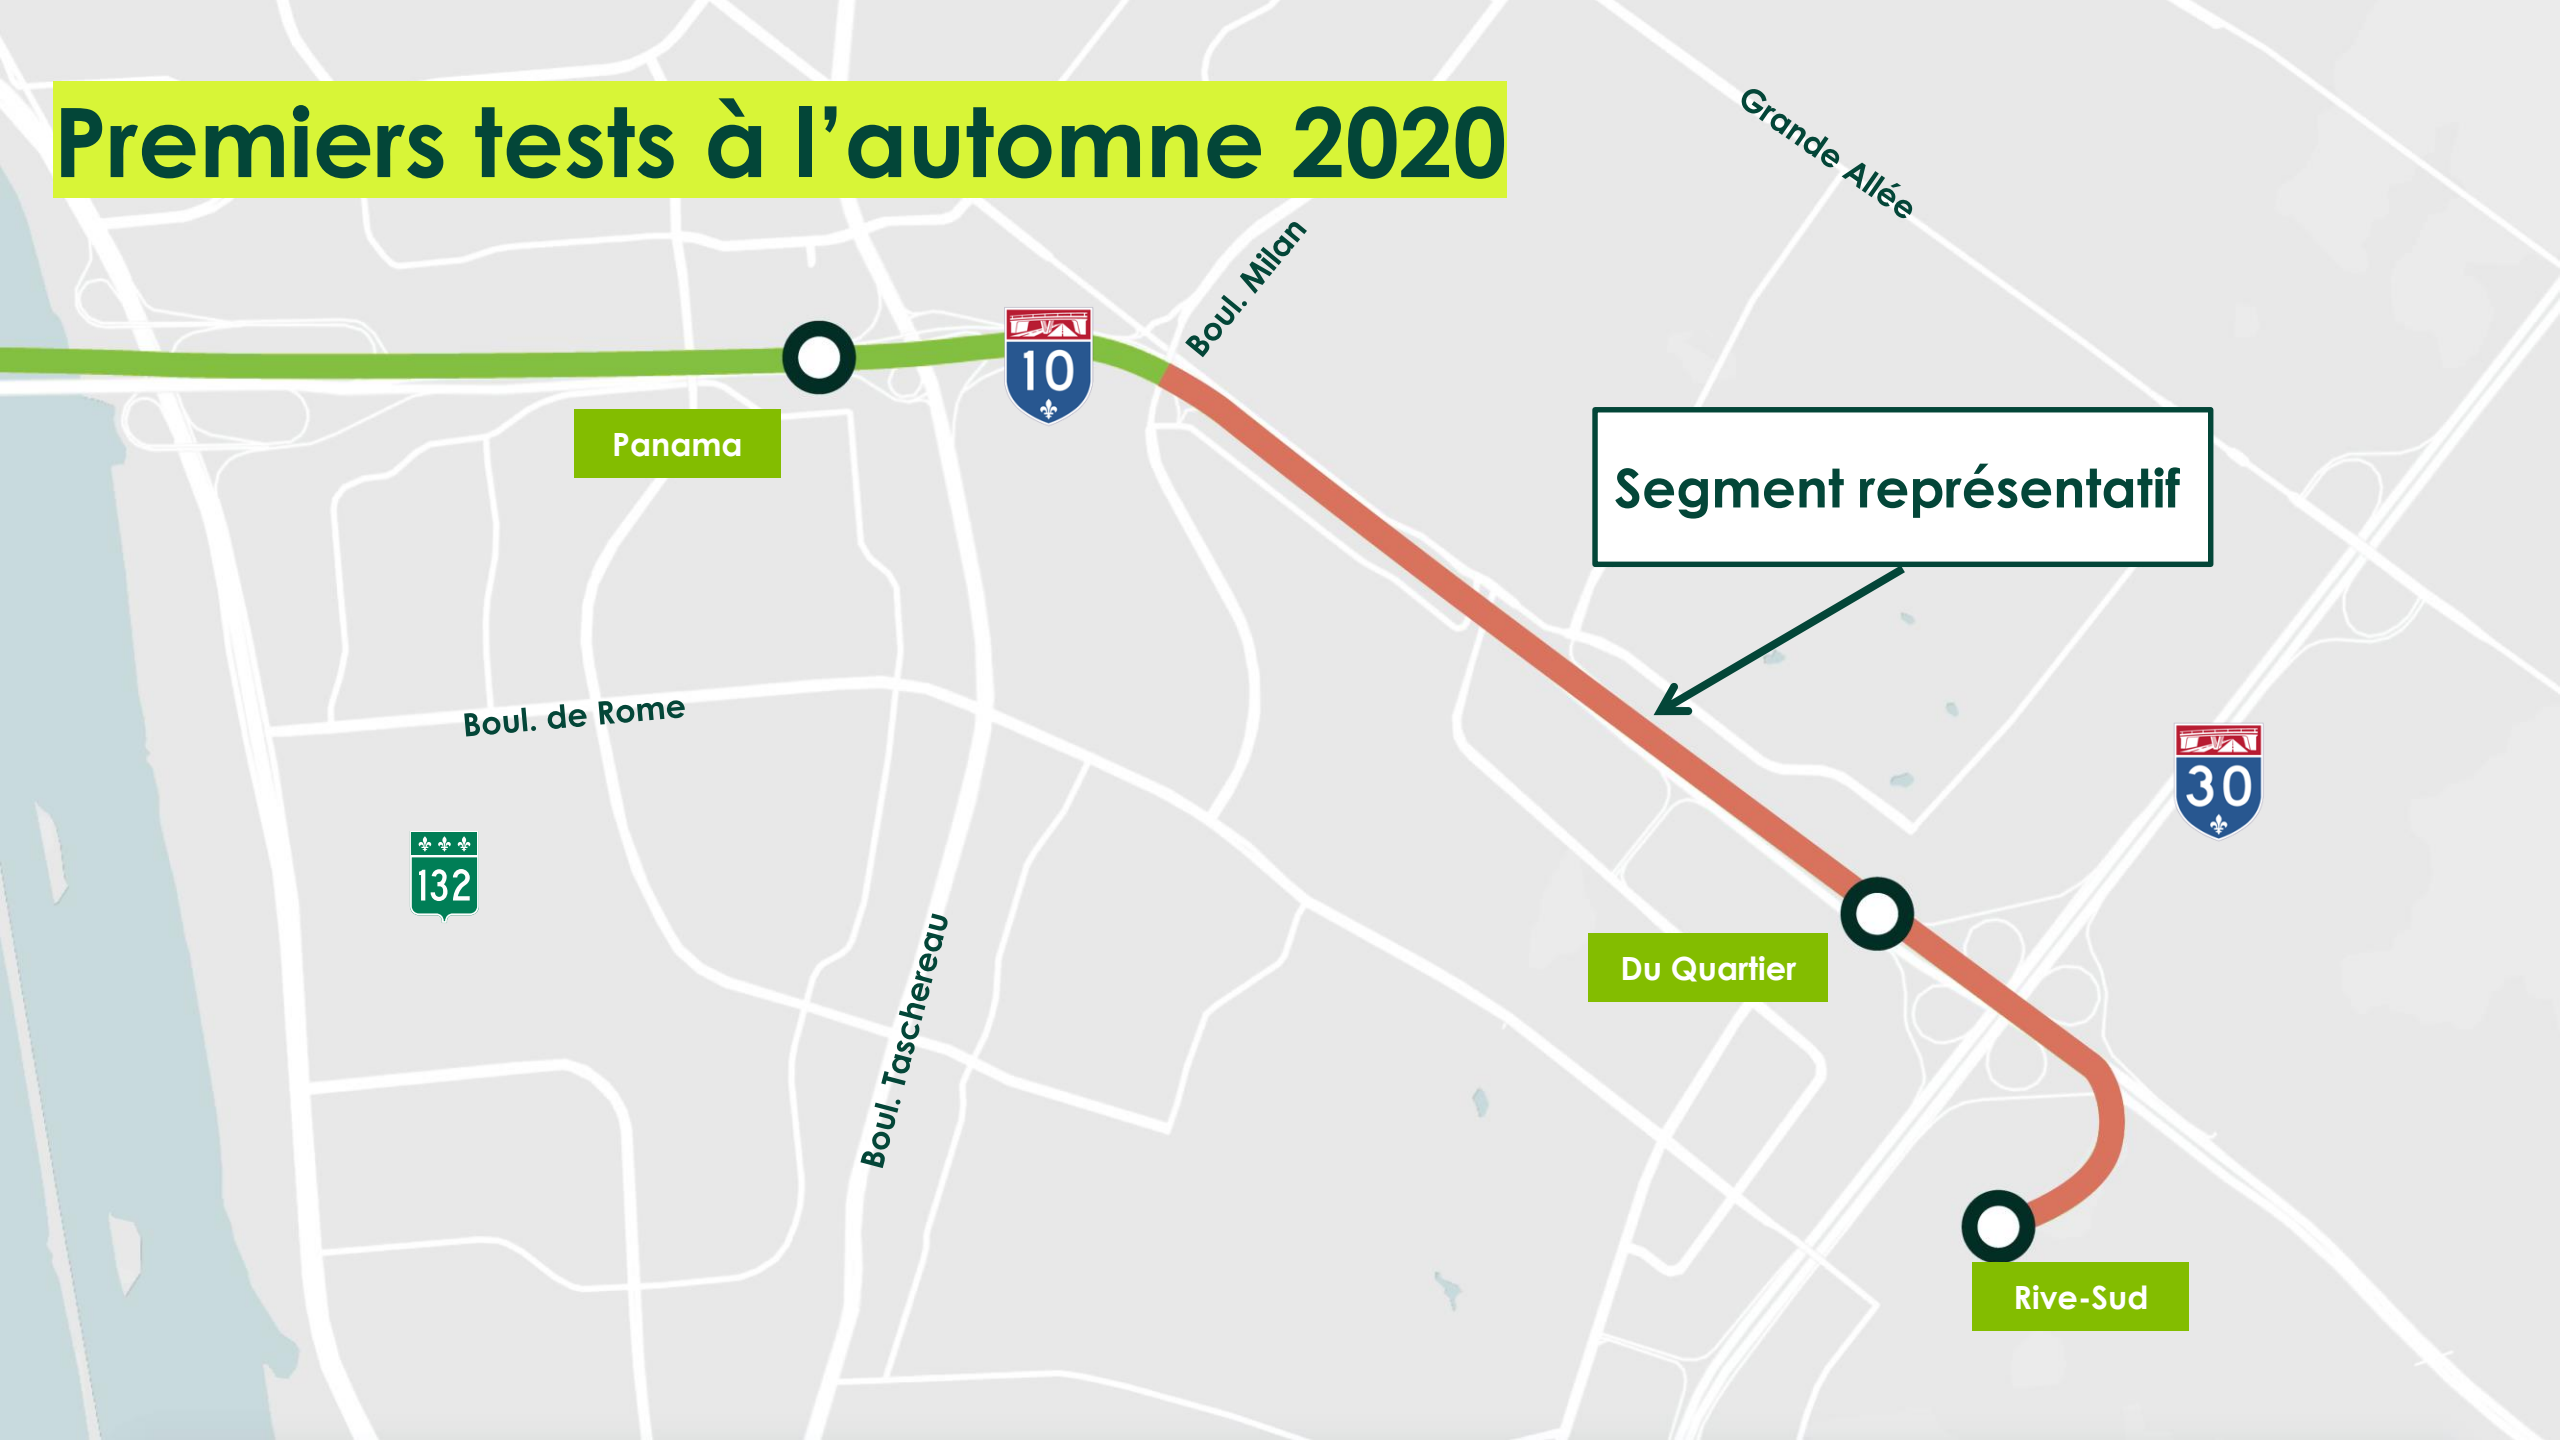 Premiers tests à l’automne 2020
Grande Allée
Boul. Milan
10
Panama
Segment représentatif
Boul. de Rome
30
132
Boul. Taschereau
Du Quartier
Rive-Sud